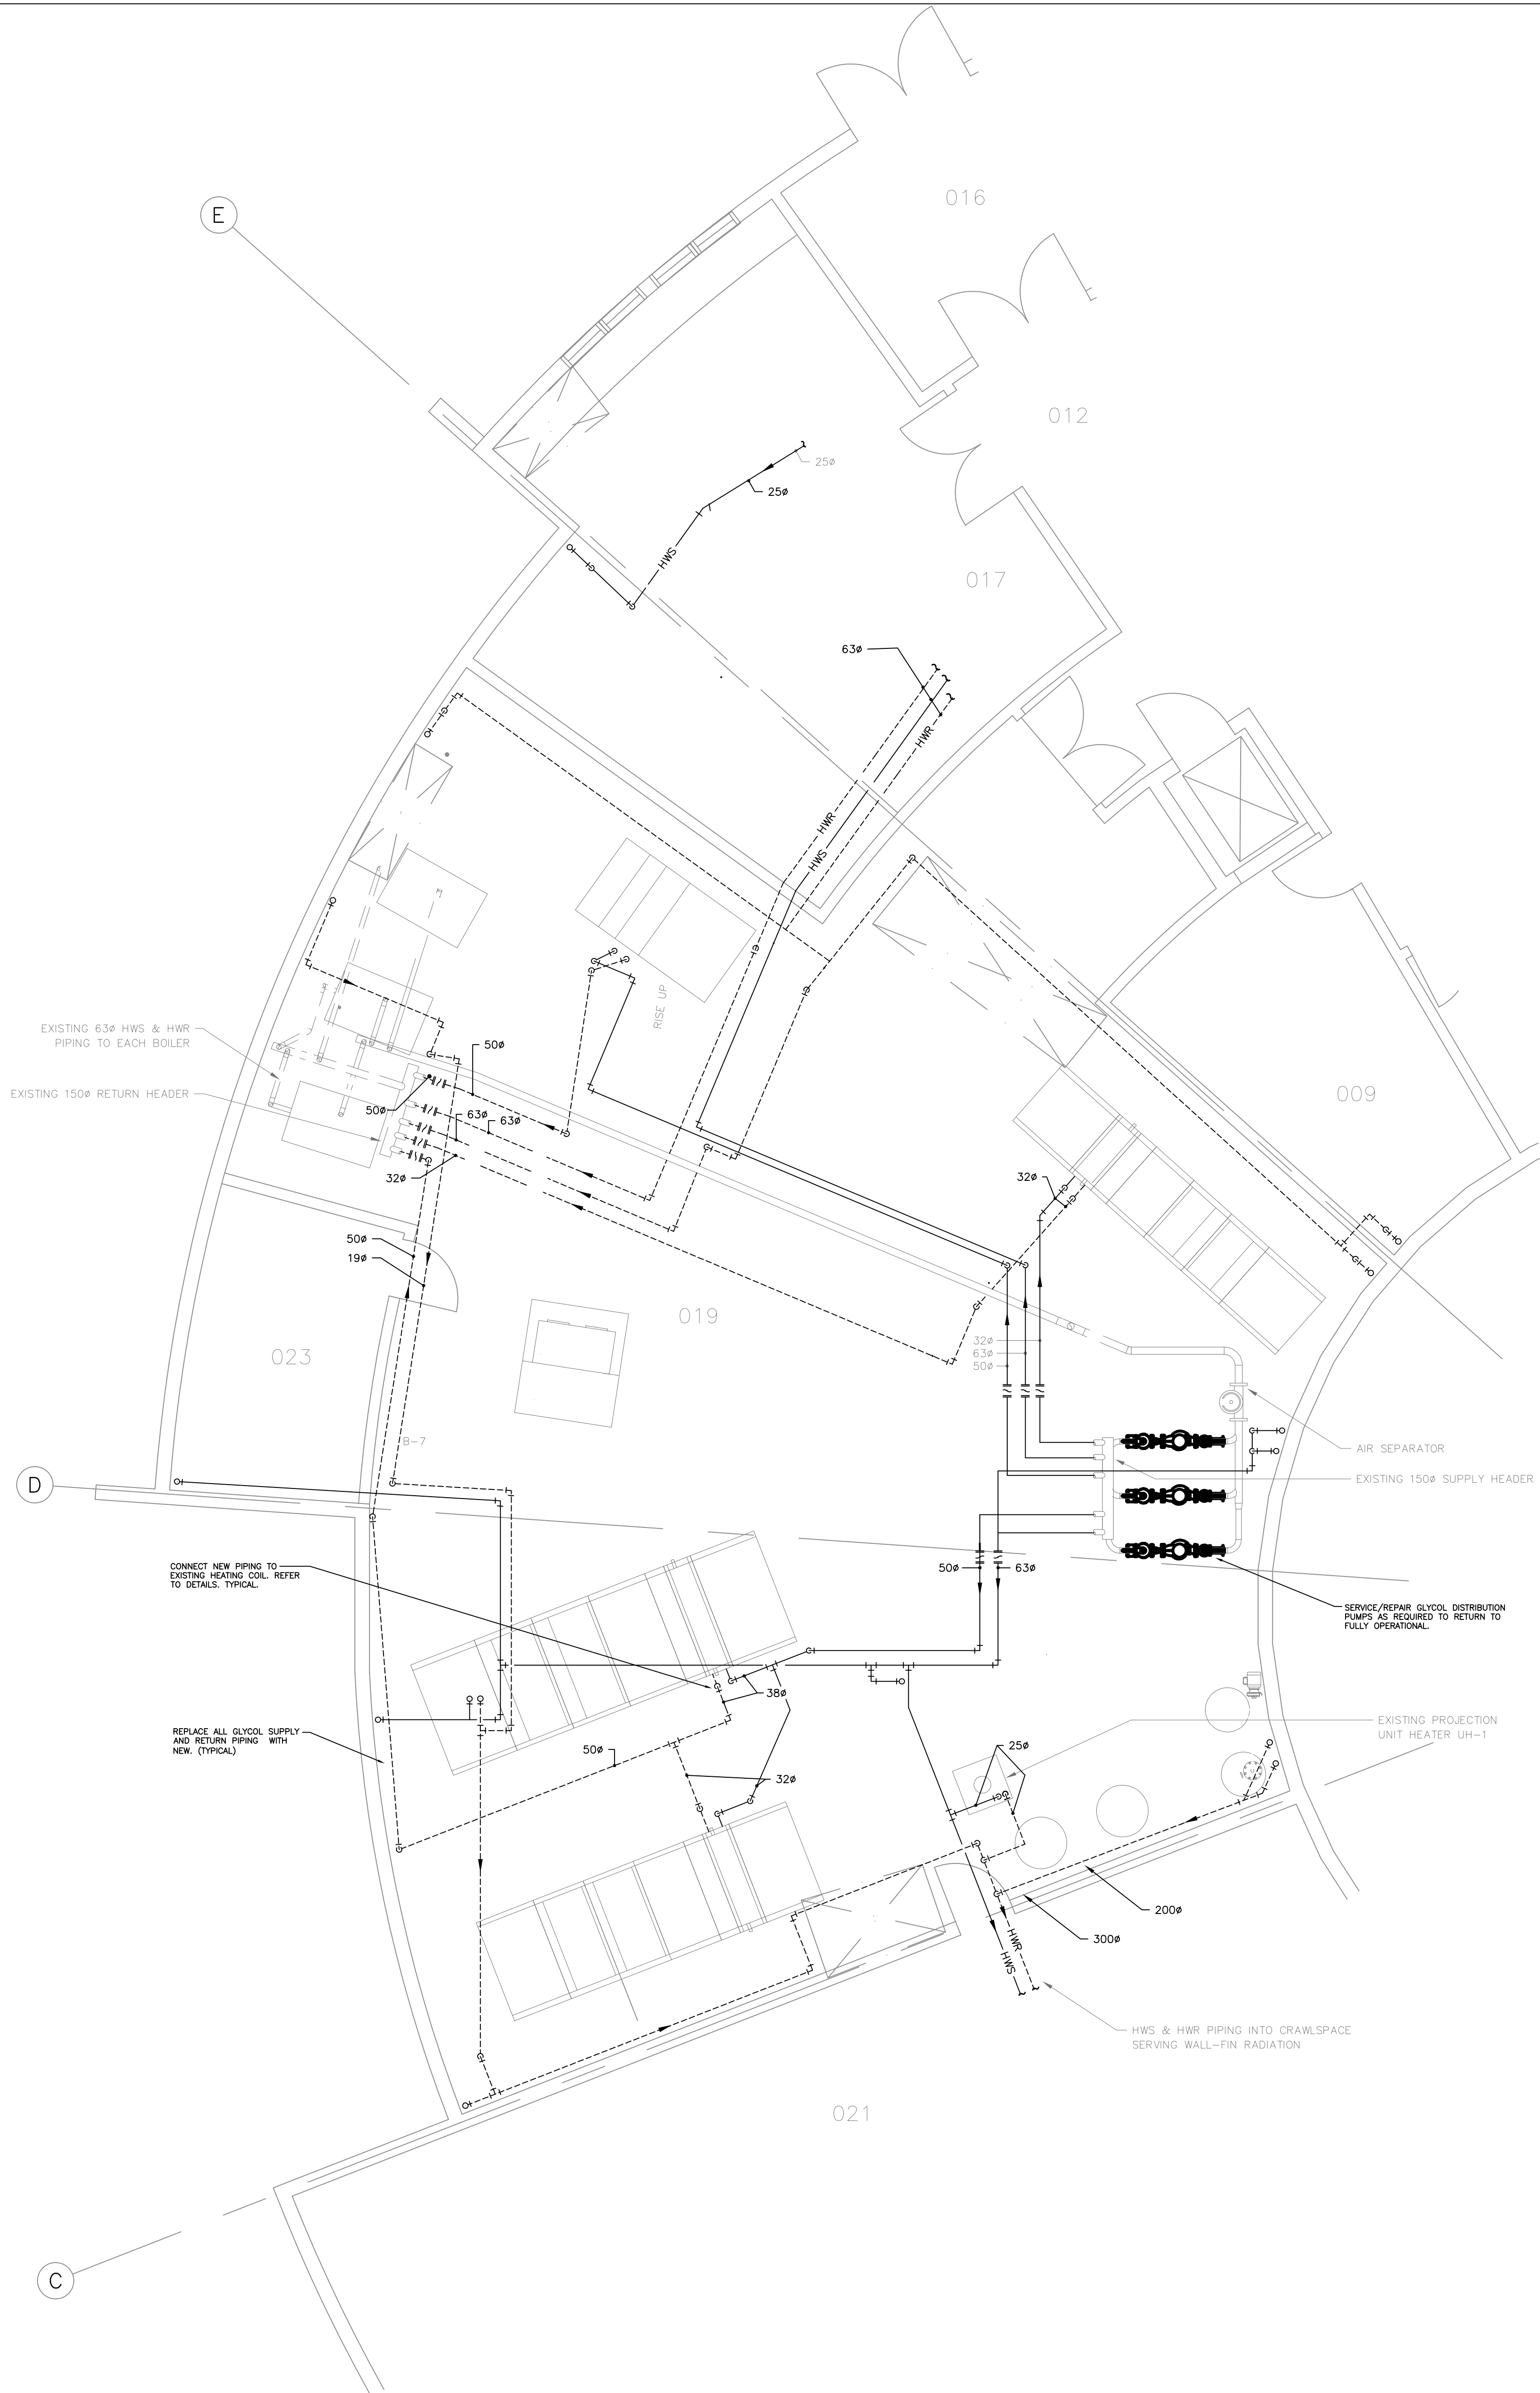 E
016
012
25ø
25ø
HWS
017
63ø
HWR
HWR
HWS
RISE UP
EXISTING 63ø HWS & HWR
PIPING TO EACH BOILER
EXISTING 150ø RETURN HEADER
50ø
50ø
63ø
63ø
32ø
009
32ø
50ø
19ø
019
023
32ø
63ø
50ø
B-7
AIR SEPARATOR
EXISTING 150ø SUPPLY HEADER
D
CONNECT NEW PIPING TO
EXISTING HEATING COIL. REFER
TO DETAILS. TYPICAL.
50ø
63ø
SERVICE/REPAIR GLYCOL DISTRIBUTION
PUMPS AS REQUIRED TO RETURN TO
FULLY OPERATIONAL.
38ø
REPLACE ALL GLYCOL SUPPLY
AND RETURN PIPING WITH
NEW. (TYPICAL)
EXISTING PROJECTION
UNIT HEATER UH-1
50ø
25ø
32ø
200ø
300ø
HWR
HWS
HWS & HWR PIPING INTO CRAWLSPACE
SERVING WALL-FIN RADIATION
021
C